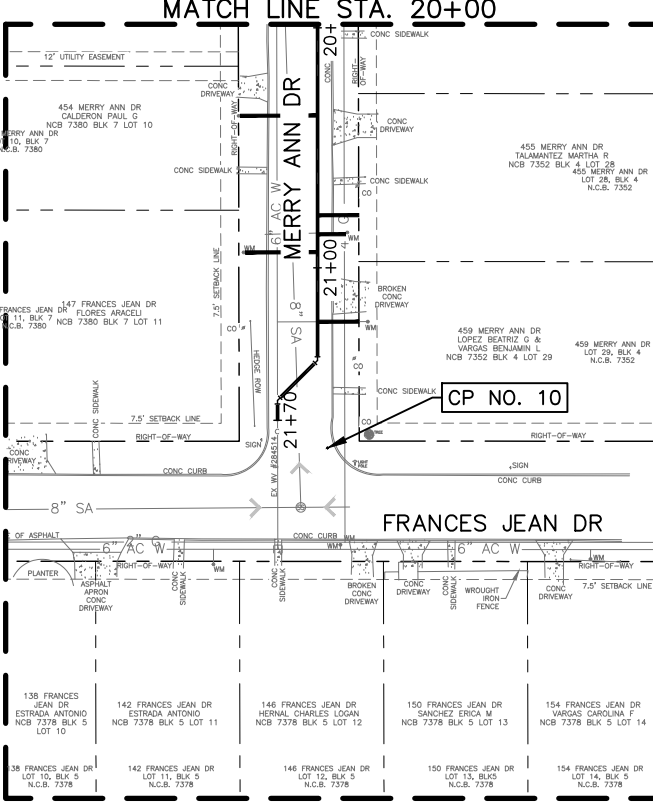 MATCH LINE STA. 20+00
12' UTILITY EASEMENT
454 MERRY ANN DR
CALDERON PAUL G
NCB 7380 BLK 7 LOT 10
MERRY ANN DR
LOT 10, BLK 7
N.C.B. 7380
CONC
DRIVEWAY
RIGHT-OF-WAY
CONC SIDEWALK
7.5' SETBACK LINE
MERRY ANN DR
6" AC W
20+
CONC
CONC SIDEWALK
RIGHT-
OF-WAY
CONC
DRIVEWAY
CONC SIDEWALK
CO
455 MERRY ANN DR
TALAMANTEZ MARTHA R
NCB 7352 BLK 4 LOT 28
455 MERRY ANN DR
LOT 28, BLK 4
N.C.B. 7352
G
4
WM
WM
21+00
8" SA
147 FRANCES JEAN DR
FLORES ARACELI
NCB 7380 BLK 7 LOT 11
FRANCES JEAN DR
LOT 11, BLK 7
N.C.B. 7380
CO
HEDGE ROW
BROKEN
CONC
DRIVEWAY
WM
459 MERRY ANN DR
LOPEZ BEATRIZ G &
VARGAS BENJAMIN L
NCB 7352 BLK 4 LOT 29
459 MERRY ANN DR
LOT 29, BLK 4
N.C.B. 7352
CO
CONC SIDEWALK
CP NO. 10
21+70
CO
7.5' SETBACK LINE
RIGHT-OF-WAY
CONC SIDEWALK
SIGN
EX WV #284514
RIGHT-OF-WAY
CONC
DRIVEWAY
CONC CURB
SIGN
CONC CURB
8" SA
FRANCES JEAN DR
E OF ASPHALT
6" AC W
CONC CURB
WM
6" AC W
RIGHT-OF-WAY
WM
WM
RIGHT-OF-WAY
PLANTER
ASPHALT
APRON
CONC
DRIVEWAY
CONC
SIDEWALK
CONC
SIDEWALK
BROKEN
CONC
DRIVEWAY
CONC
DRIVEWAY
CONC
SIDEWALK
WROUGHT
IRON
FENCE
CONC
DRIVEWAY
7.5' SETBACK LINE
138 FRANCES
JEAN DR
ESTRADA ANTONIO
NCB 7378 BLK 5
LOT 10
142 FRANCES JEAN DR
ESTRADA ANTONIO
NCB 7378 BLK 5 LOT 11
146 FRANCES JEAN DR
HERNAL CHARLES LOGAN
NCB 7378 BLK 5 LOT 12
150 FRANCES JEAN DR
SANCHEZ ERICA M
NCB 7378 BLK 5 LOT 13
154 FRANCES JEAN DR
VARGAS CAROLINA F
NCB 7378 BLK 5 LOT 14
138 FRANCES JEAN DR
LOT 10, BLK 5
N.C.B. 7378
142 FRANCES JEAN DR
LOT 11, BLK 5
N.C.B. 7378
146 FRANCES JEAN DR
LOT 12, BLK 5
N.C.B. 7378
150 FRANCES JEAN DR
LOT 13, BLK5
N.C.B. 7378
154 FRANCES JEAN DR
LOT 14, BLK 5
N.C.B. 7378